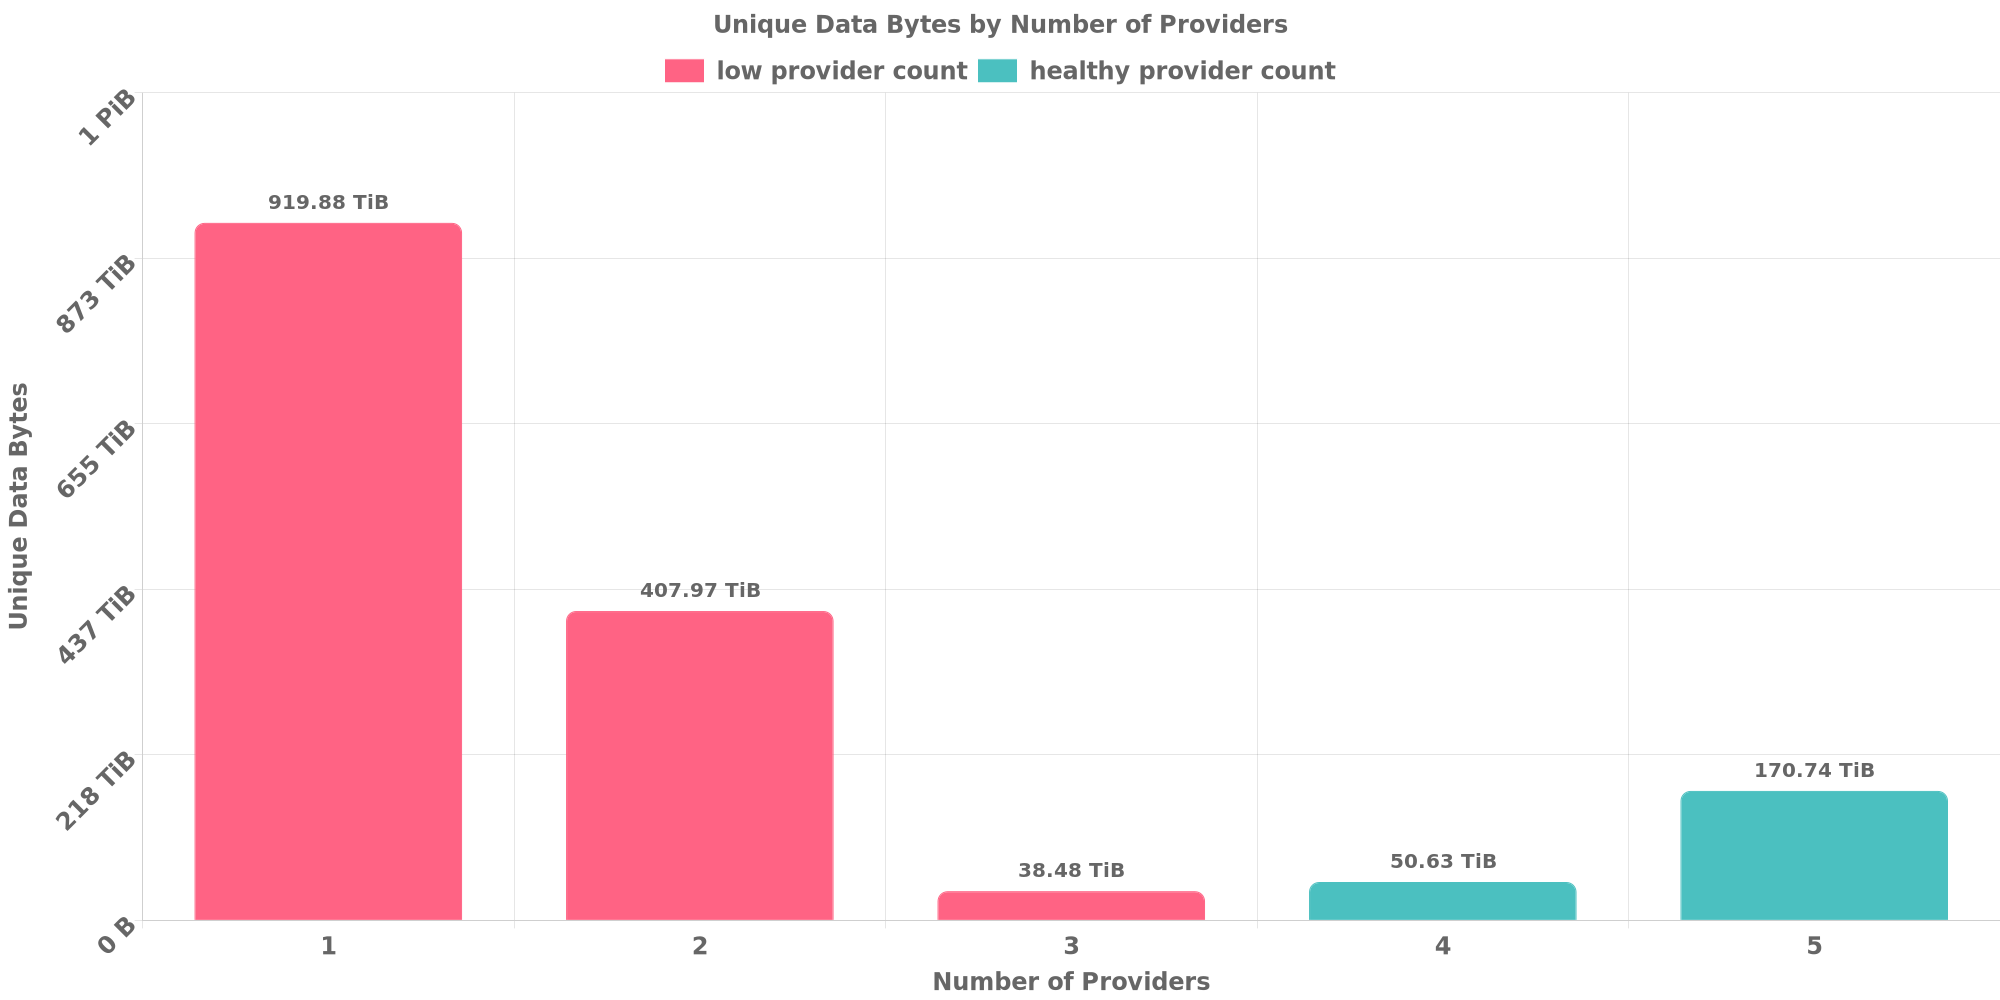 Unique Data Bytes by Number of Providers
low provider count healthy provider count
1 PiB
873 TiB
655 TiB
437 TiB
218 TiB
0 B
Unique Data Bytes
919.88 TiB
407.97 TiB
38.48 TiB
50.63 TiB
170.74 TiB
1 2 3 4 5
Number of Providers